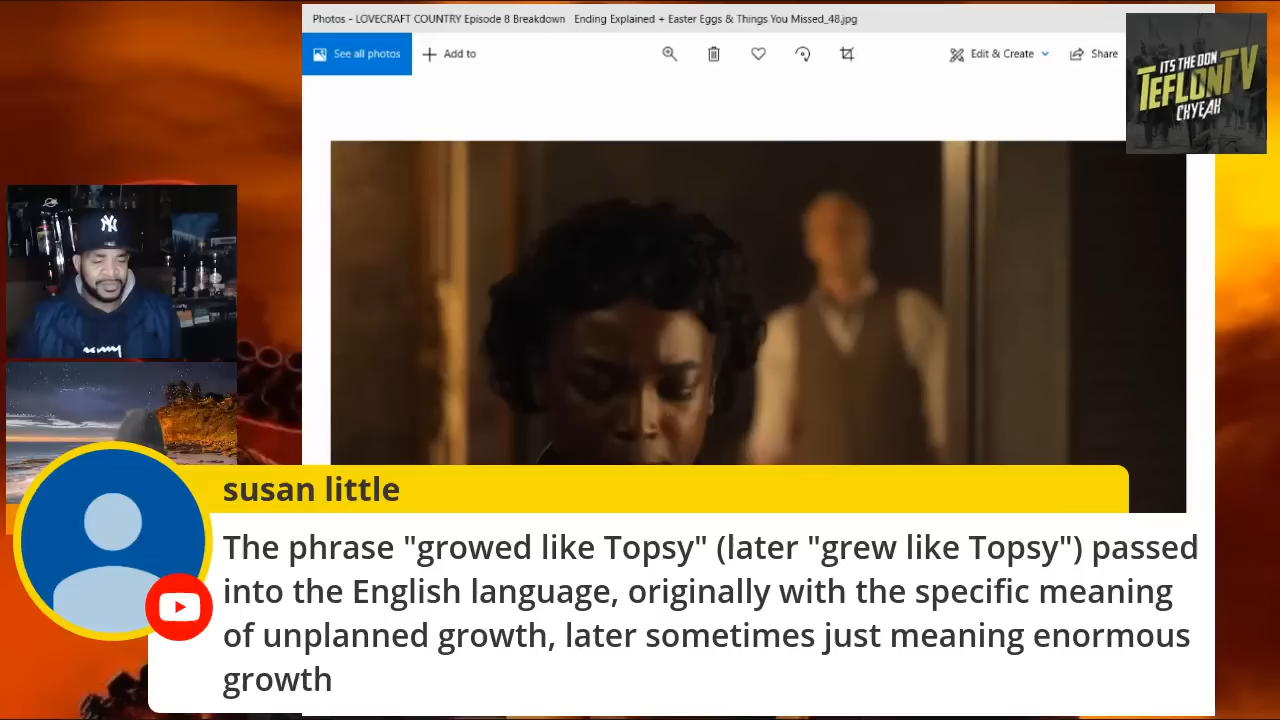 Photos - LOVECRAFT COUNTRY Episode 8 Breakdown Ending Explained + Easter Eggs & Things You Missed_48.jpg
See all photos
Add to
Edit & Create
Share
IT'S THE DON
TEFLONTV
CHYEAH
NY
susan little
The phrase "growed like Topsy" (later "grew like Topsy") passed
into the English language, originally with the specific meaning
of unplanned growth, later sometimes just meaning enormous
growth